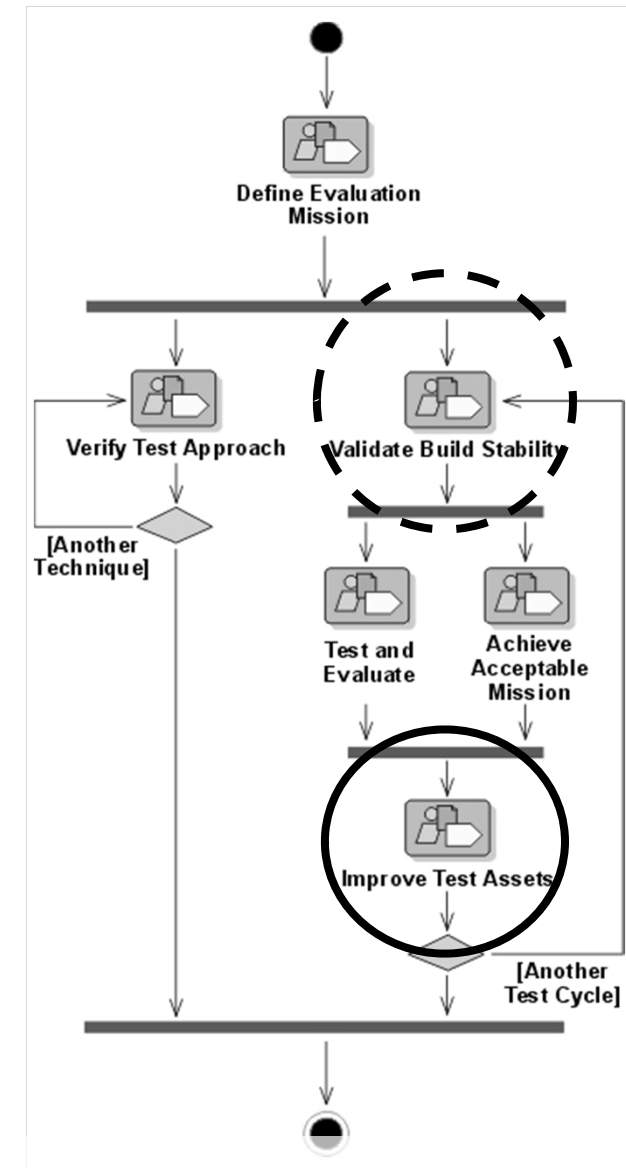 Define Evaluation
Mission
Verify Test Approach
Validate Build Stability
[Another
Technique]
Test and
Evaluate
Achieve
Acceptable
Mission
Improve Test Assets
[Another
Test Cycle]